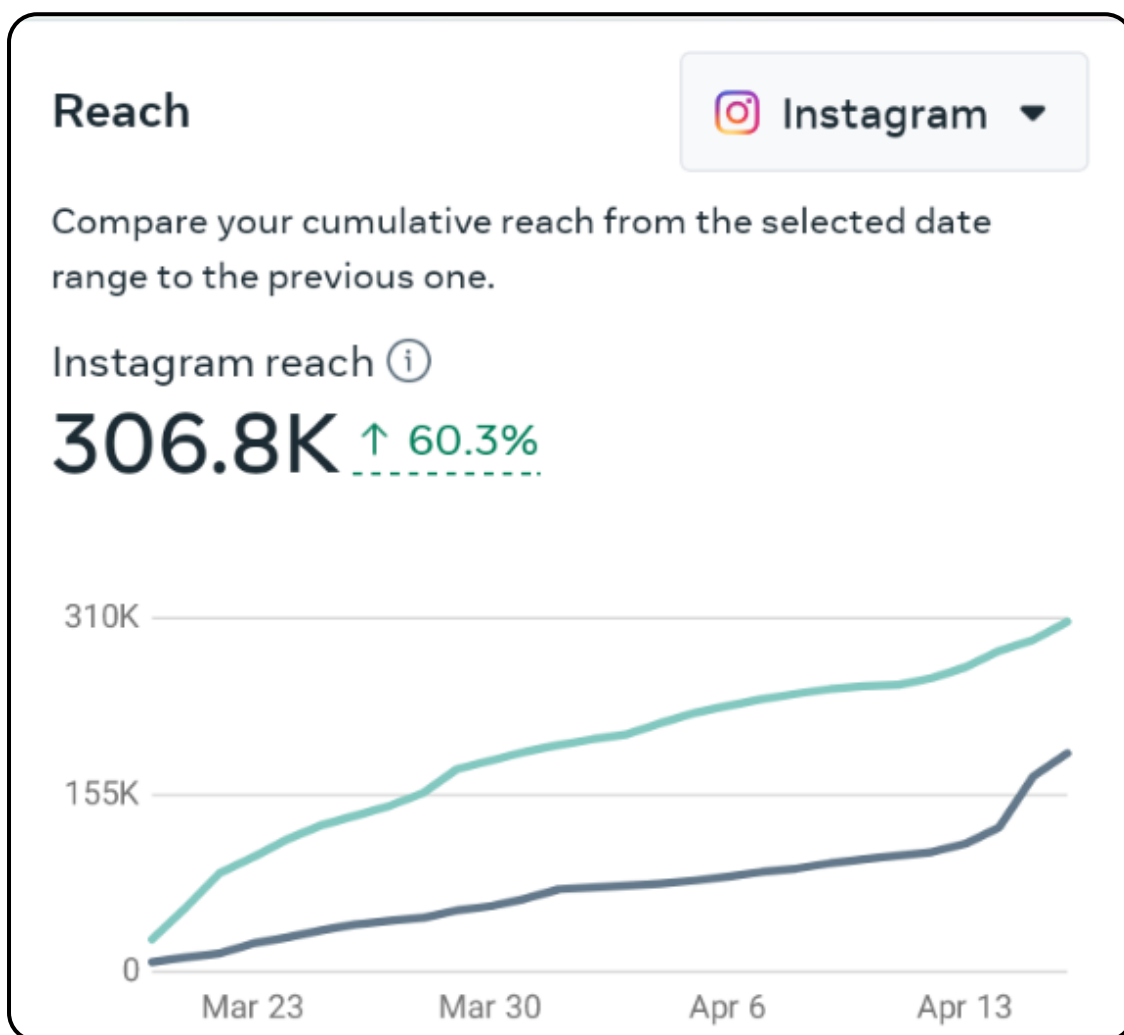 Reach
Instagram
Compare your cumulative reach from the selected date
range to the previous one.
Instagram reach
306.8K ↑ 60.3%
310K
155K
0
Mar 23 Mar 30 Apr 6 Apr 13